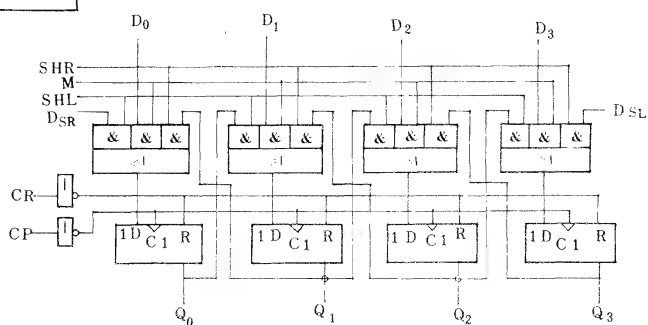 D0 D1 D2 D3
SHR
M
SHL
DSR DSL
& & & & & & & & & & & &
≥1 ≥1 ≥1 ≥1
CR 1
CP 1
1D C1 R 1D C1 R 1D C1 R 1D C1 R
Q0 Q1 Q2 Q3